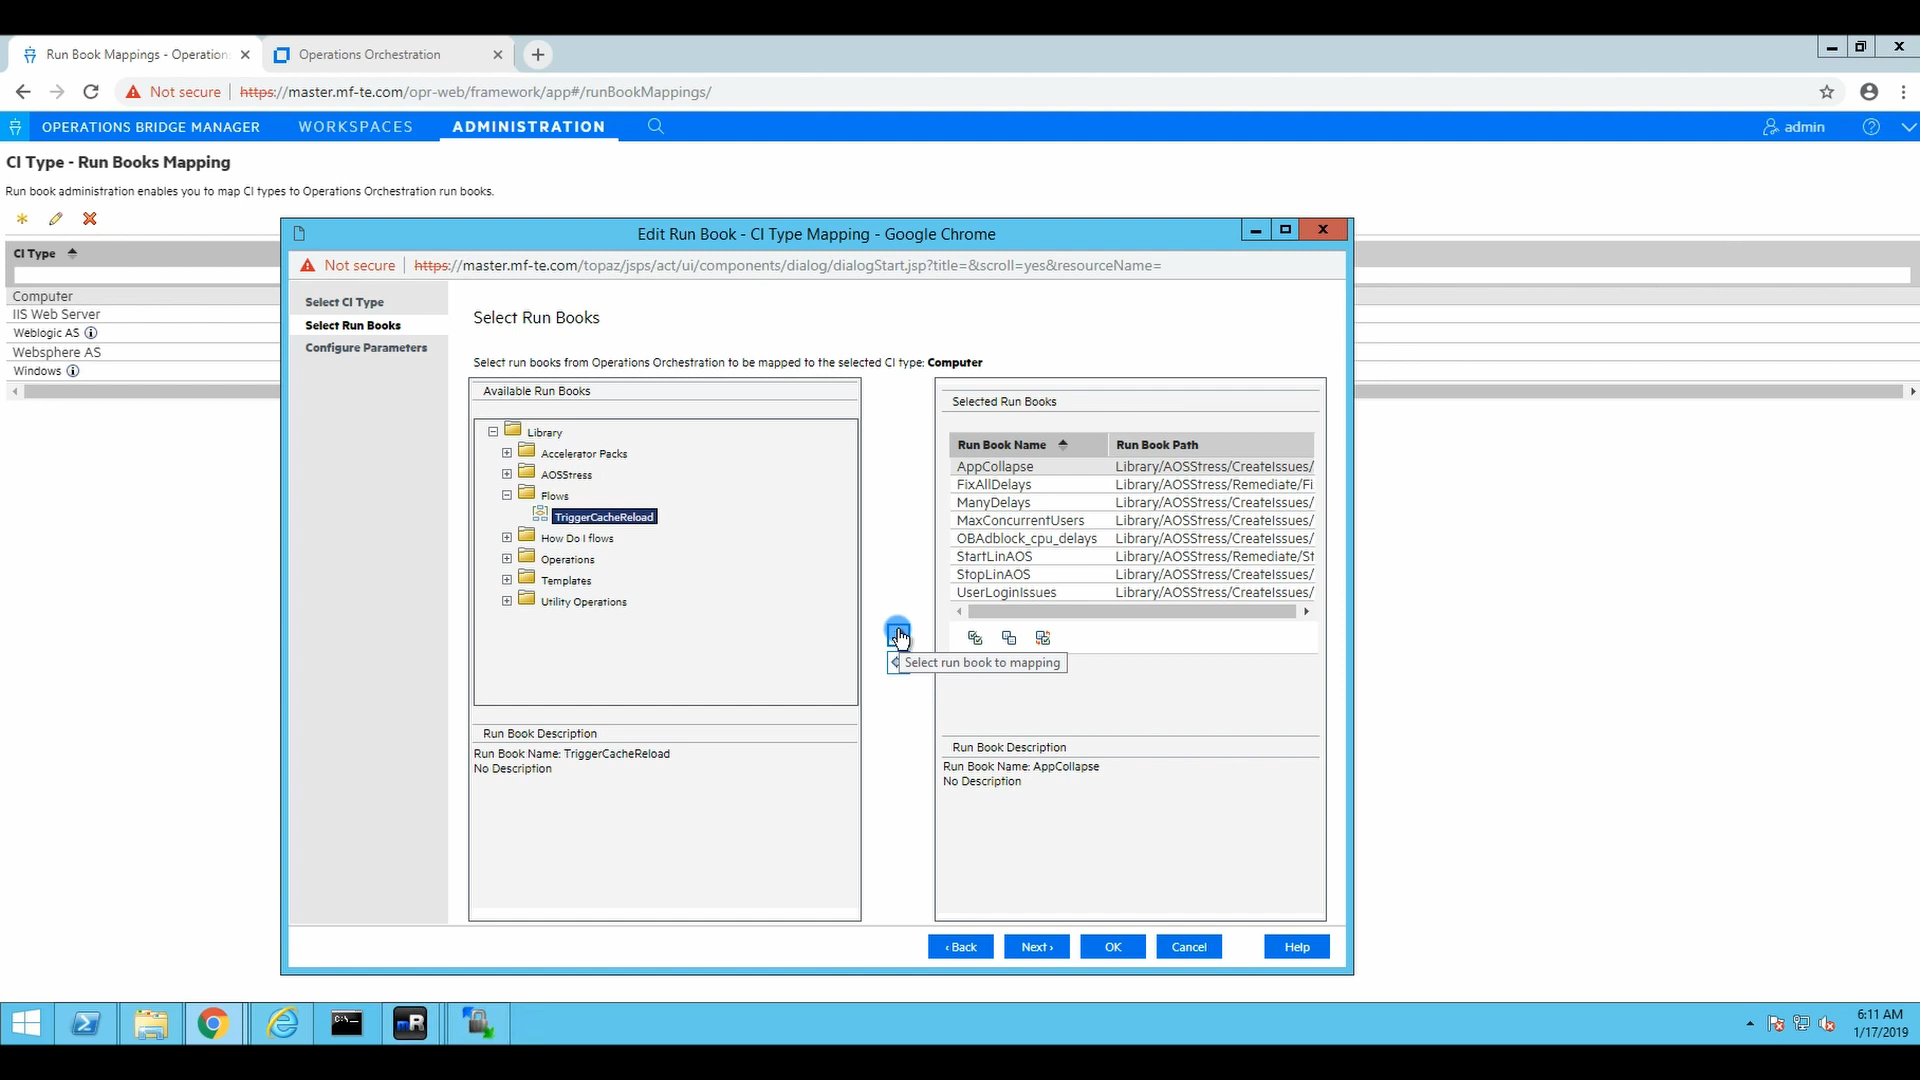 Run Book Mappings - Operation
Operations Orchestration
Not secure
https://master.mf-te.com/opr-web/framework/app#/runBookMappings/
OPERATIONS BRIDGE MANAGER
WORKSPACES
ADMINISTRATION
admin
CI Type - Run Books Mapping
Run book administration enables you to map CI types to Operations Orchestration run books.
CI Type
Computer
IIS Web Server
Weblogic AS
Websphere AS
Windows
Edit Run Book - CI Type Mapping - Google Chrome
Not secure
https://master.mf-te.com/topaz/jsps/act/ui/components/dialog/dialogStart.jsp?title=&scroll=yes&resourceName=
Select CI Type
Select Run Books
Configure Parameters
Select Run Books
Select run books from Operations Orchestration to be mapped to the selected CI type: Computer
Available Run Books
Library
Accelerator Packs
AOSStress
Flows
TriggerCacheReload
How Do I flows
Operations
Templates
Utility Operations
Run Book Description
Run Book Name: TriggerCacheReload
No Description
Select run book to mapping
Selected Run Books
Run Book Name Run Book Path
AppCollapse Library/AOSStress/CreateIssues/
FixAllDelays Library/AOSStress/Remediate/Fi
ManyDelays Library/AOSStress/CreateIssues/
MaxConcurrentUsers Library/AOSStress/CreateIssues/
OBAdblock_cpu_delays Library/AOSStress/CreateIssues/
StartLinAOS Library/AOSStress/Remediate/St
StopLinAOS Library/AOSStress/CreateIssues/
UserLoginIssues Library/AOSStress/CreateIssues/
Run Book Description
Run Book Name: AppCollapse
No Description
‹ Back
Next ›
OK
Cancel
Help
mR
6:11 AM
1/17/2019